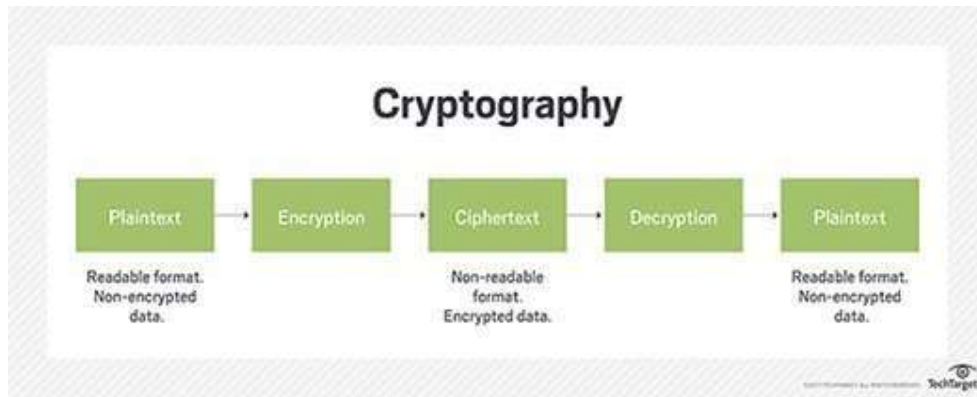 Cryptography
Plaintext
Encryption
Ciphertext
Decryption
Plaintext
Readable format.
Non-encrypted
data.
Non-readable
format.
Encrypted data.
Readable format.
Non-encrypted
data.
TechTarget